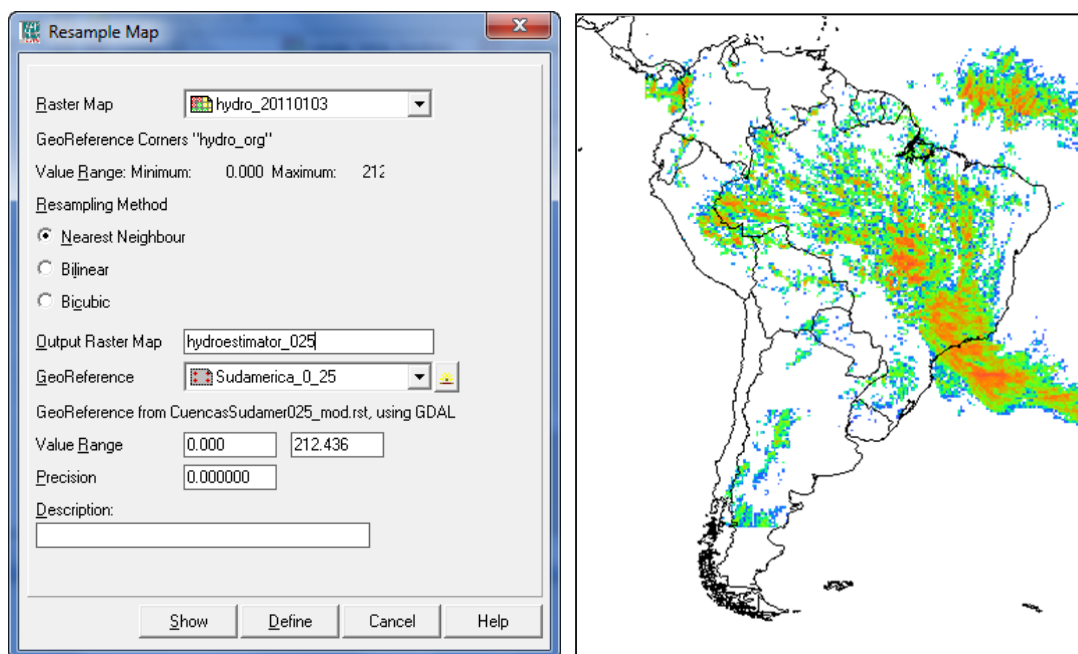 Resample Map
Raster Map hydro_20110103
GeoReference Corners "hydro_org"
Value Range: Minimum: 0.000 Maximum: 212
Resampling Method
Nearest Neighbour
Bilinear
Bicubic
Output Raster Map hydroestimator_025
GeoReference Sudamerica_0_25
GeoReference from CuencasSudamer025_mod.rst, using GDAL
Value Range 0.000 212.436
Precision 0.000000
Description:
Show Define Cancel Help